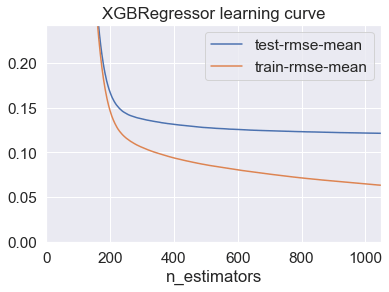 XGBRegressor learning curve
test-rmse-mean
train-rmse-mean
0.20
0.15
0.10
0.05
0.00
0 200 400 600 800 1000
n_estimators